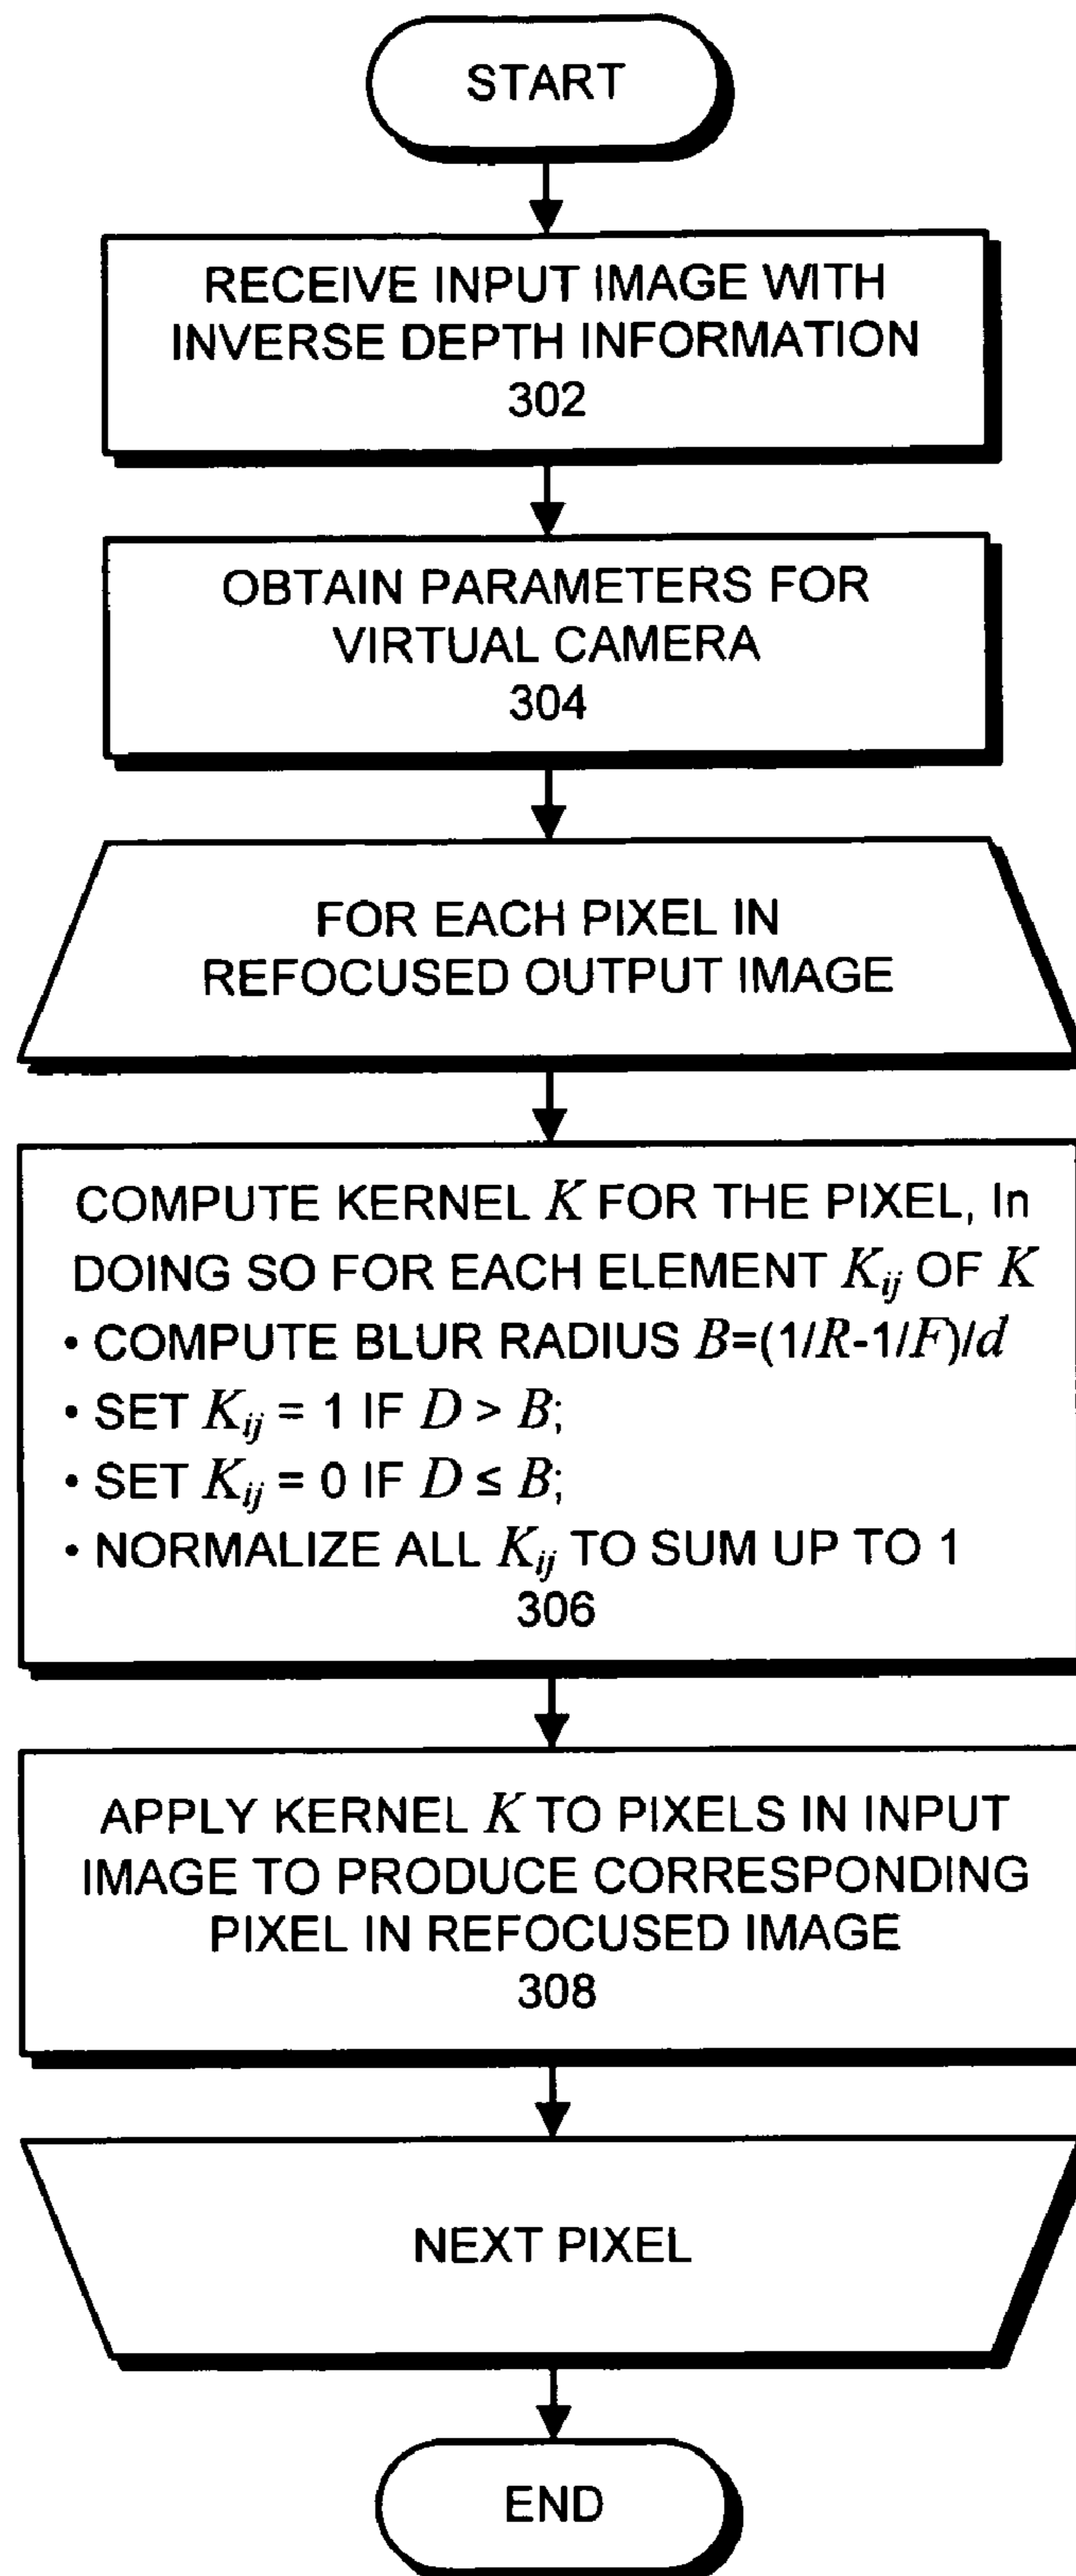 START
RECEIVE INPUT IMAGE WITH
INVERSE DEPTH INFORMATION
302
OBTAIN PARAMETERS FOR
VIRTUAL CAMERA
304
FOR EACH PIXEL IN
REFOCUSED OUTPUT IMAGE
COMPUTE KERNEL K FOR THE PIXEL, In
DOING SO FOR EACH ELEMENT Kij OF K
• COMPUTE BLUR RADIUS B=(1/R-1/F)/d
• SET Kij = 1 IF D > B;
• SET Kij = 0 IF D ≤ B;
• NORMALIZE ALL Kij TO SUM UP TO 1
306
APPLY KERNEL K TO PIXELS IN INPUT
IMAGE TO PRODUCE CORRESPONDING
PIXEL IN REFOCUSED IMAGE
308
NEXT PIXEL
END